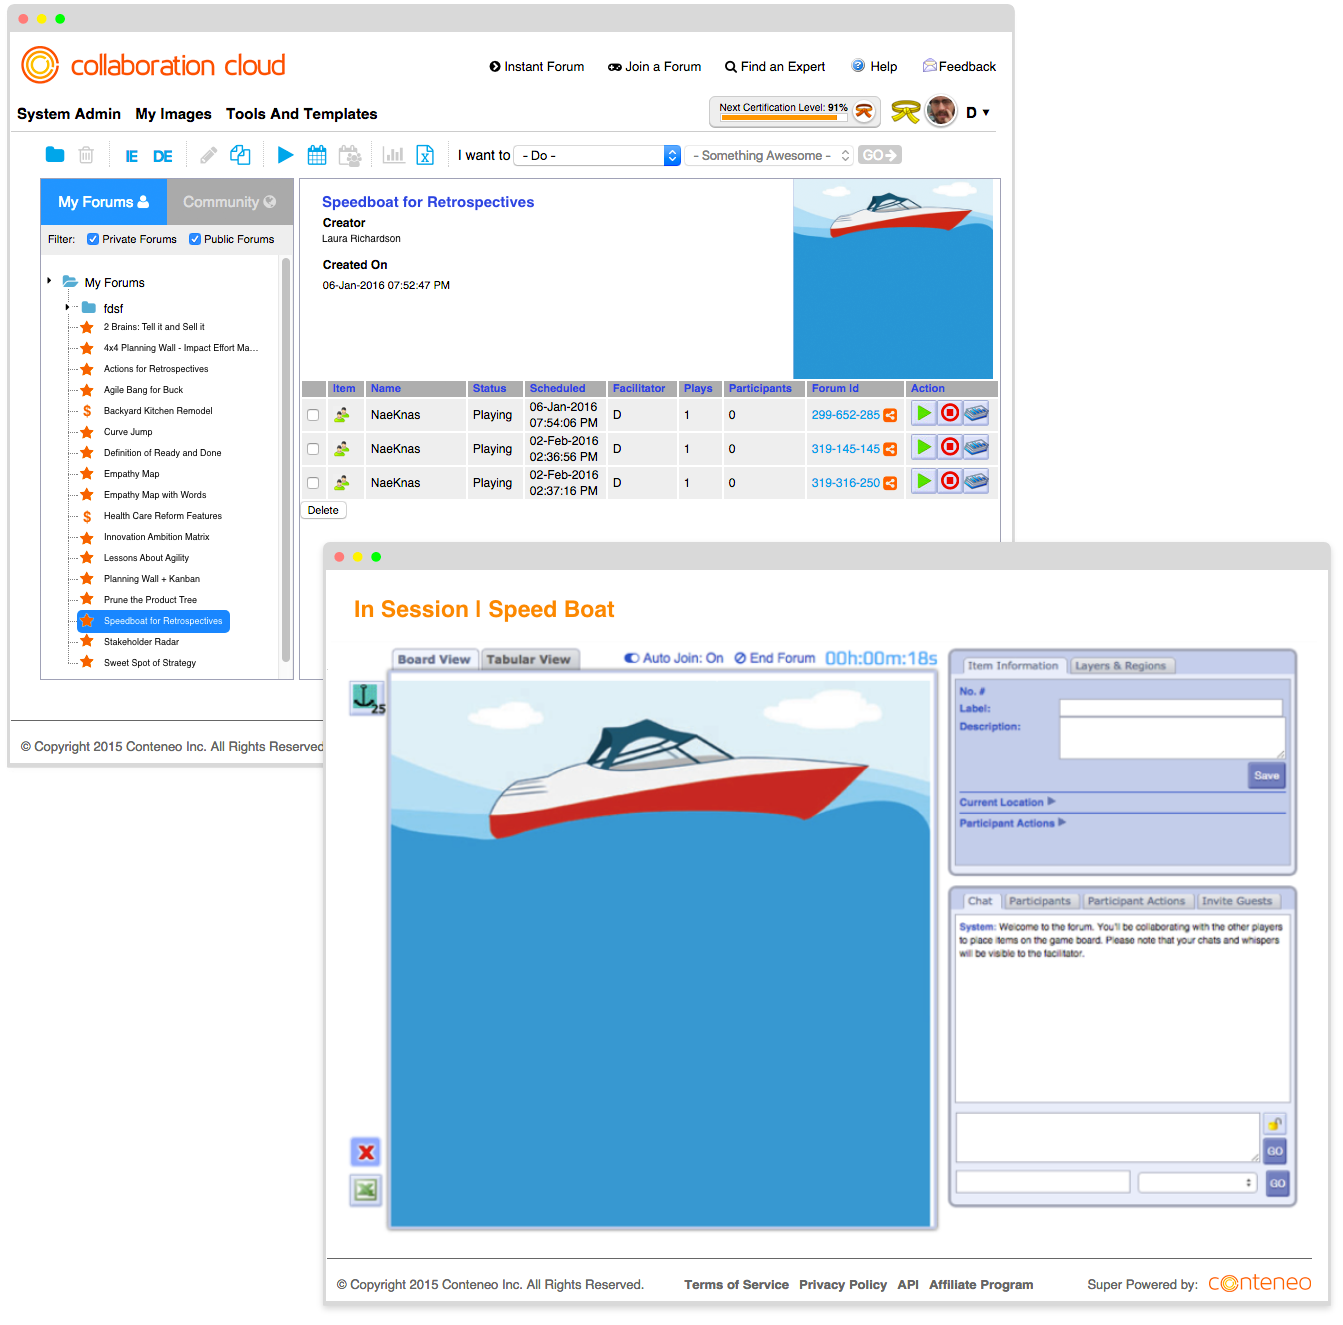 collaboration cloud
Instant Forum Join a Forum Find an Expert Help Feedback
System Admin My Images Tools And Templates
Next Certification Level: 91%
D
IE DE
I want to - Do - - Something Awesome - GO
My Forums Community
Filter: Private Forums Public Forums
My Forums
fdsf
2 Brains: Tell it and Sell it
4x4 Planning Wall - Impact Effort Ma...
Actions for Retrospectives
Agile Bang for Buck
$ Backyard Kitchen Remodel
Curve Jump
Definition of Ready and Done
Empathy Map
Empathy Map with Words
$ Health Care Reform Features
Innovation Ambition Matrix
Lessons About Agility
Planning Wall + Kanban
Prune the Product Tree
Speedboat for Retrospectives
Stakeholder Radar
Sweet Spot of Strategy
Speedboat for Retrospectives
Creator
Laura Richardson
Created On
06-Jan-2016 07:52:47 PM
Item Name Status Scheduled Facilitator Plays Participants Forum Id Action
NaeKnas Playing 06-Jan-2016 07:54:06 PM D 1 0 299-652-285
NaeKnas Playing 02-Feb-2016 02:36:56 PM D 1 0 319-145-145
NaeKnas Playing 02-Feb-2016 02:37:16 PM D 1 0 319-316-250
Delete
© Copyright 2015 Conteneo Inc. All Rights Reserved
In Session | Speed Boat
Board View Tabular View Auto Join: On End Forum 00h:00m:18s
25
Item Information Layers & Regions
No. #
Label:
Description:
Save
Current Location
Participant Actions
Chat Participants Participant Actions Invite Guests
System: Welcome to the forum. You'll be collaborating with the other players
to place items on the game board. Please note that your chats and whispers
will be visible to the facilitator.
GO
GO
© Copyright 2015 Conteneo Inc. All Rights Reserved. Terms of Service Privacy Policy API Affiliate Program Super Powered by: conteneo